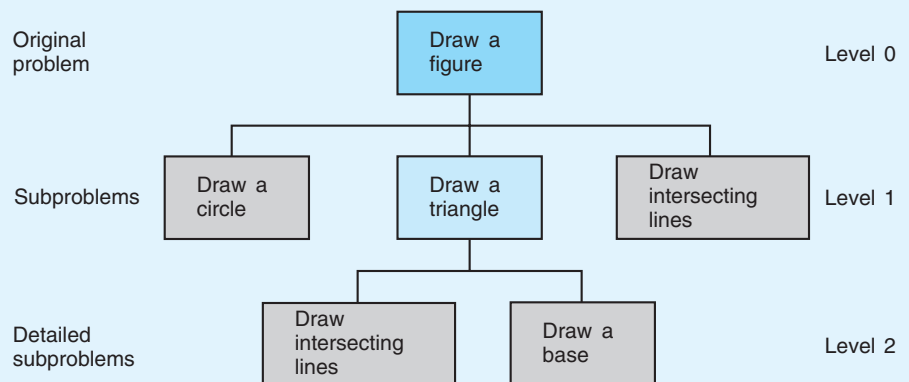 Original
problem
Draw a
figure
Level 0
Subproblems
Draw a
circle
Draw a
triangle
Draw
intersecting
lines
Level 1
Detailed
subproblems
Draw
intersecting
lines
Draw a
base
Level 2